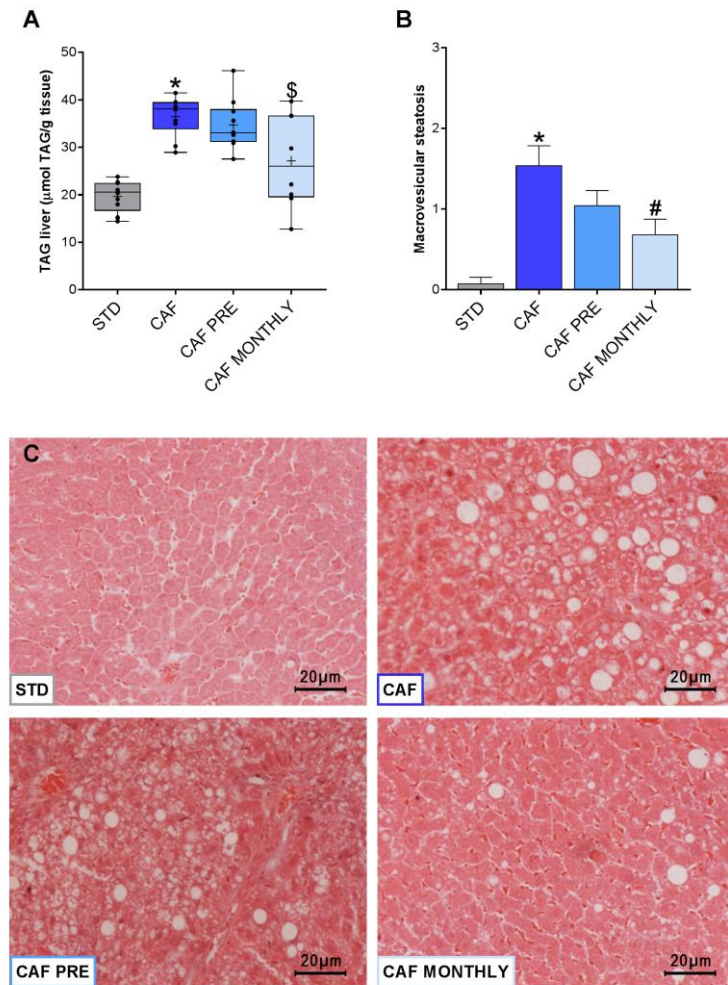 A
TAG liver (µmol TAG/g tissue)
50
40
30
20
10
0
*
$
STD
CAF
CAF PRE
CAF MONTHLY
B
Macrovesicular steatosis
3
2
1
0
*
#
STD
CAF
CAF PRE
CAF MONTHLY
C
STD
20µm
CAF
20µm
CAF PRE
20µm
CAF MONTHLY
20µm